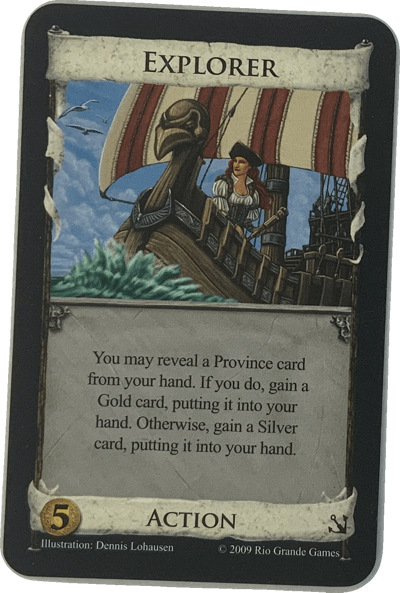 EXPLORER
You may reveal a Province card
from your hand. If you do, gain a
Gold card, putting it into your
hand. Otherwise, gain a Silver
card, putting it into your hand.
5
ACTION
Illustration: Dennis Lohausen © 2009 Rio Grande Games